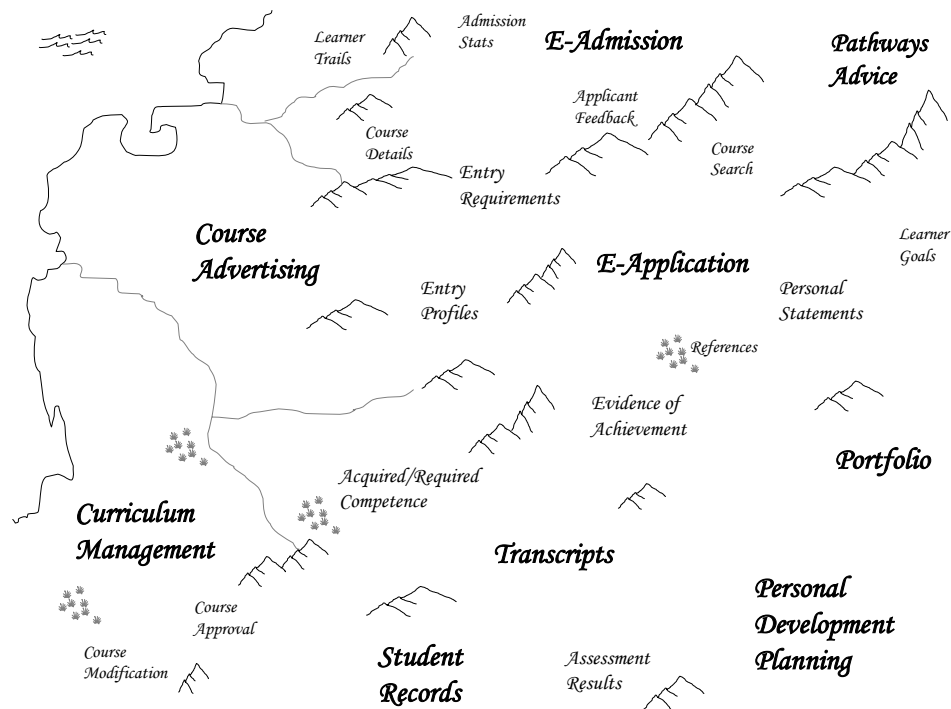 Learner
Trails
Admission
Stats
E-Admission
Pathways
Advice
Applicant
Feedback
Course
Details
Course
Search
Entry
Requirements
Course
Advertising
Learner
Goals
E-Application
Entry
Profiles
Personal
Statements
References
Evidence of
Achievement
Portfolio
Acquired/Required
Competence
Curriculum
Management
Transcripts
Personal
Development
Planning
Course
Approval
Course
Modification
Student
Records
Assessment
Results